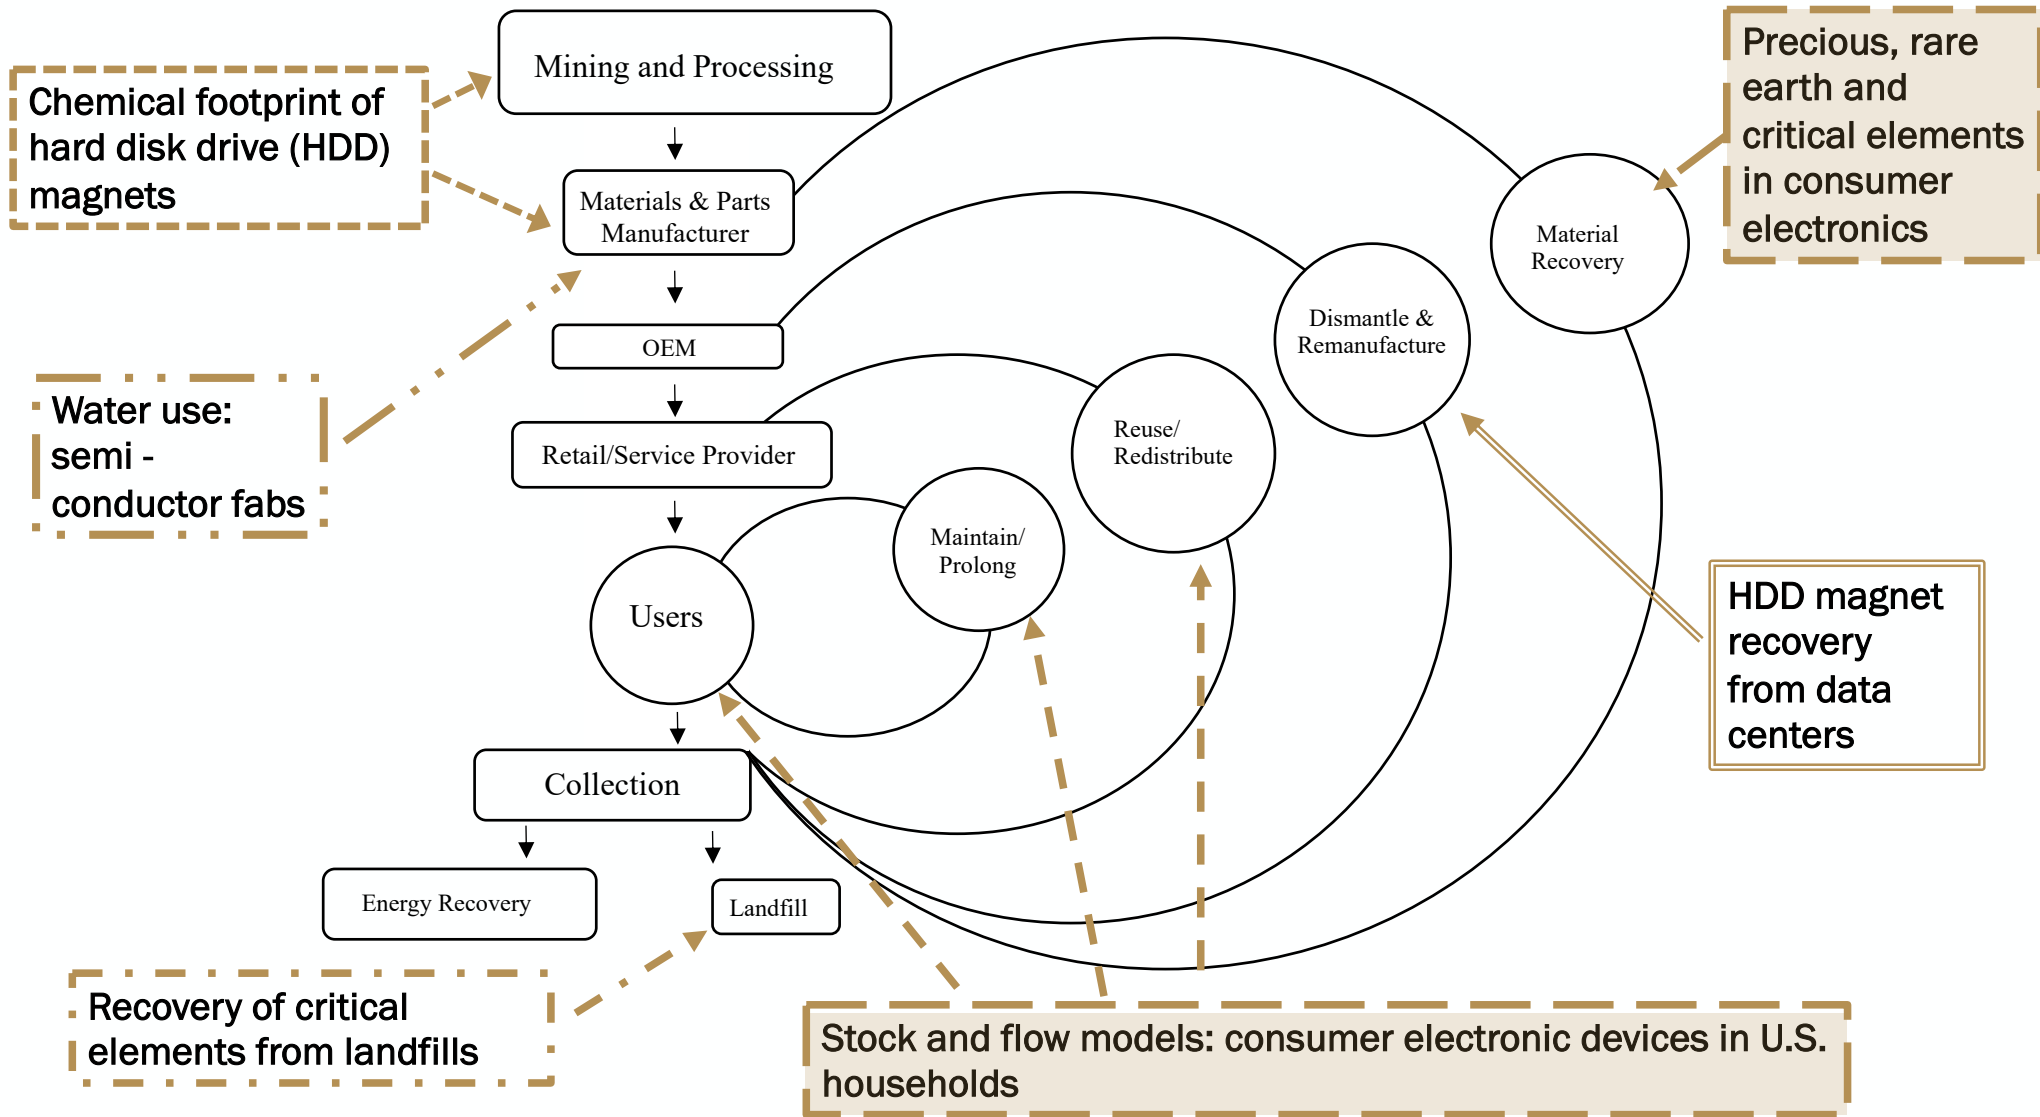 Mining and Processing
Chemical footprint of
hard disk drive (HDD)
magnets
Precious, rare
earth and
critical elements
in consumer
electronics
Materials & Parts
Manufacturer
Material
Recovery
OEM
Dismantle &
Remanufacture
Water use:
semi -
conductor fabs
Retail/Service Provider
Reuse/
Redistribute
Maintain/
Prolong
Users
HDD magnet
recovery
from data
centers
Collection
Energy Recovery
Landfill
Recovery of critical
elements from landfills
Stock and flow models: consumer electronic devices in U.S.
households